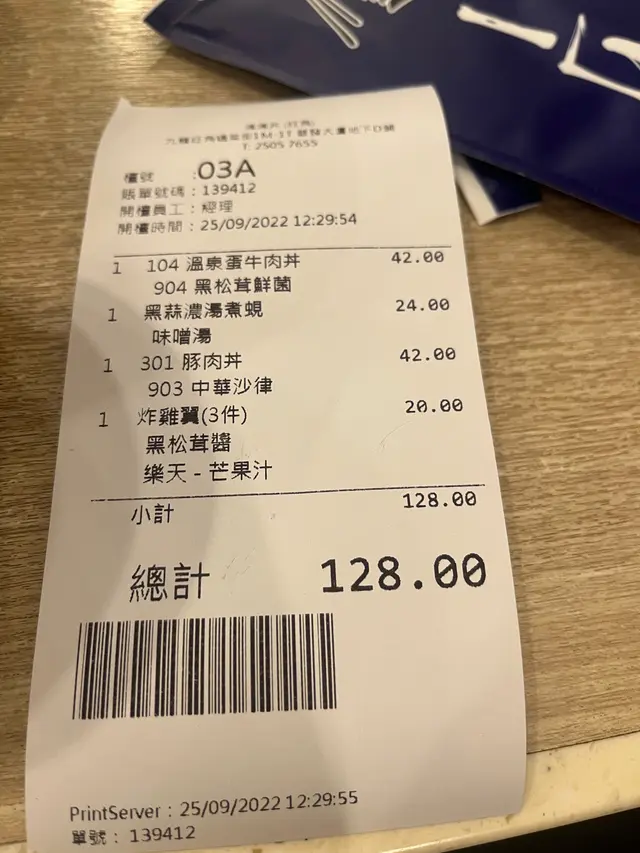 T: 2505 7655
檯號 :03A
賬單號碼：139412
開檯員工：經理
開檯時間：25/09/2022 12:29:54
1 104 溫泉蛋牛肉丼 42.00
904 黑松茸鮮菌
1 黑蒜濃湯煮蜆 24.00
味噌湯
1 301 豚肉丼 42.00
903 中華沙律
1 炸雞翼(3件) 20.00
黑松茸醬
樂天 - 芒果汁
小計 128.00
總計 128.00
PrintServer : 25/09/2022 12:29:55
單號： 139412